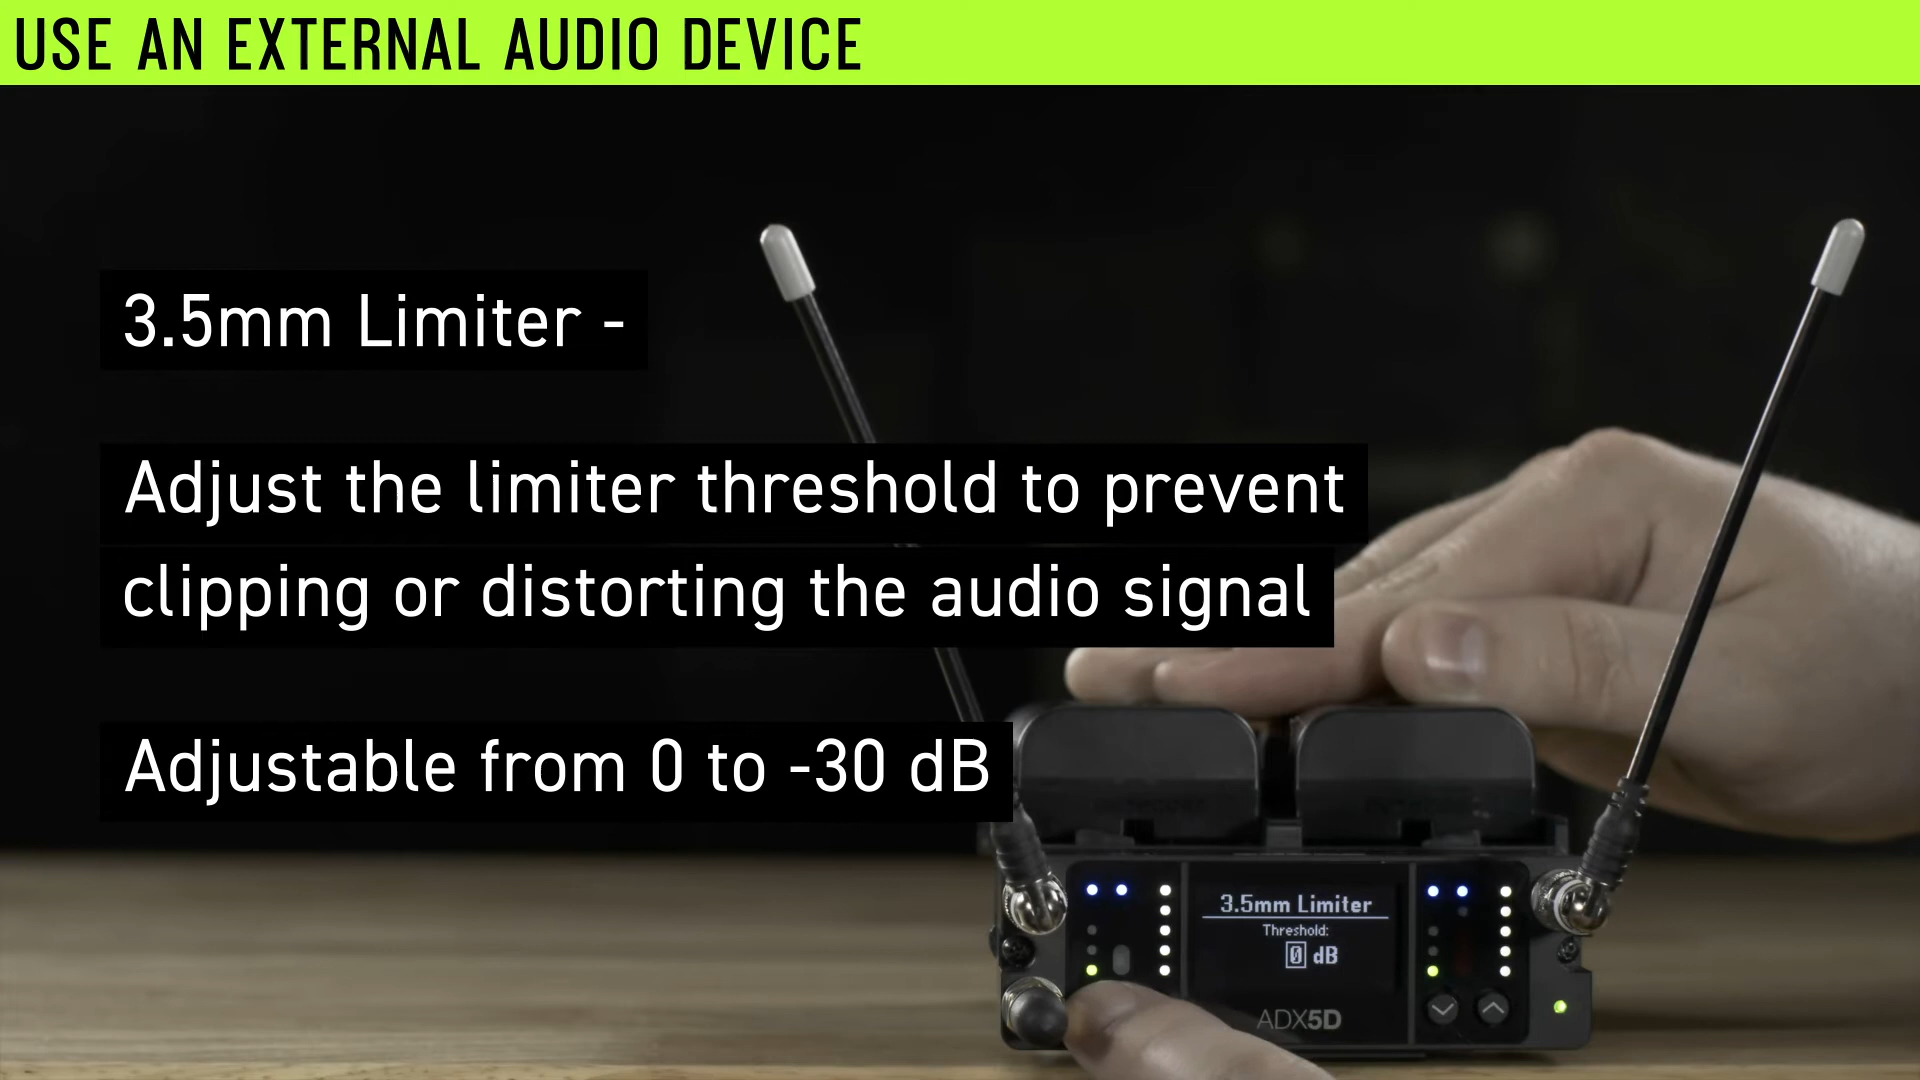 USE AN EXTERNAL AUDIO DEVICE
3.5mm Limiter -
Adjust the limiter threshold to prevent
clipping or distorting the audio signal
Adjustable from 0 to -30 dB
3.5mm Limiter
Threshold:
0 dB
ADX5D